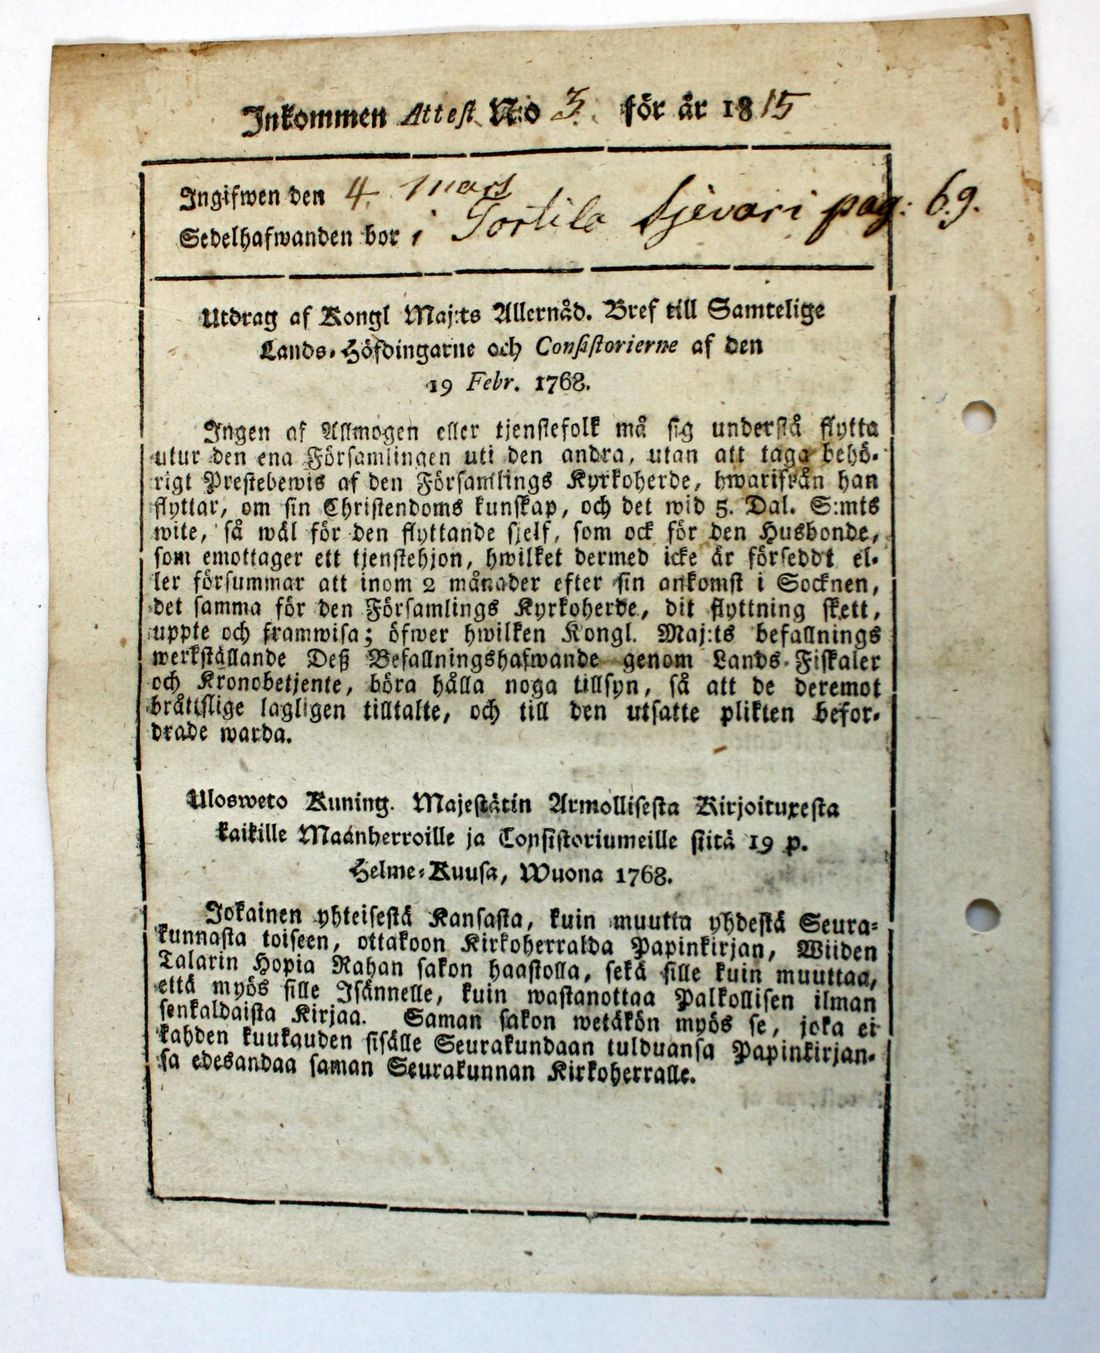 Inkommen Attest N:o 3. för år 1815
Ingifwen den 4. mars
Sedelhafwanden bor i Tortila Sjevari pag: 69.
Utdrag af Kongl Maj:ts Allernåd. Bref till Samtelige
Lands-Höfdingarne och Consistorierne af den
19 Febr. 1768.
Ingen af Allmogen eller tjenstefolk må sig understå flytta
utur den ena Församlingen uti den andra, utan att taga behö-
rigt Prestebewis af den Församlings Kyrkoherde, hwarifrån han
flyttar, om sin Christendoms kunskap, och det wid 5. Dal. S:mts
wite, så wäl för den flyttande sjelf, som ock för den Husbonde,
som emottager ett tjenstehjon, hwilket dermed icke är förseddt el-
ler försummar att inom 2 månader efter sin ankomst i Socknen,
det samma för den Församlings Kyrkoherde, dit flyttning skett,
uppte och framwisa; öfwer hwilken Kongl. Maj:ts befallnings
werkställande Deß Befallningshafwande genom Lands-Fiskaler
och Kronobetjente, böra hålla noga tillsyn, så att de deremot
bråttslige lagligen tilltalte, och till den utsatte plikten befor-
drade warda.
Ulosweto Kuning. Majestätin Armollisesta Kirjoituxesta
kaikille Maanherroille ja Consistoriumeille siitä 19 p.
Helme-Kuusa, Wuona 1768.
Jokainen yhteisestä Kansasta, kuin muutta yhdestä Seura-
kunnasta toiseen, ottakoon Kirkoherralda Papinkirjan, Wiiden
Talarin Hopia Rahan sakon haastolla, sekä sille kuin muuttaa,
että myös sille Isännelle, kuin wastanottaa Palkollisen ilman
senkaldaista Kirjaa. Saman sakon wetäkön myös se, joka ei
kahden kuukauden sisälle Seurakundaan tulduansa Papinkirjan-
sa edesandaa saman Seurakunnan Kirkoherralle.